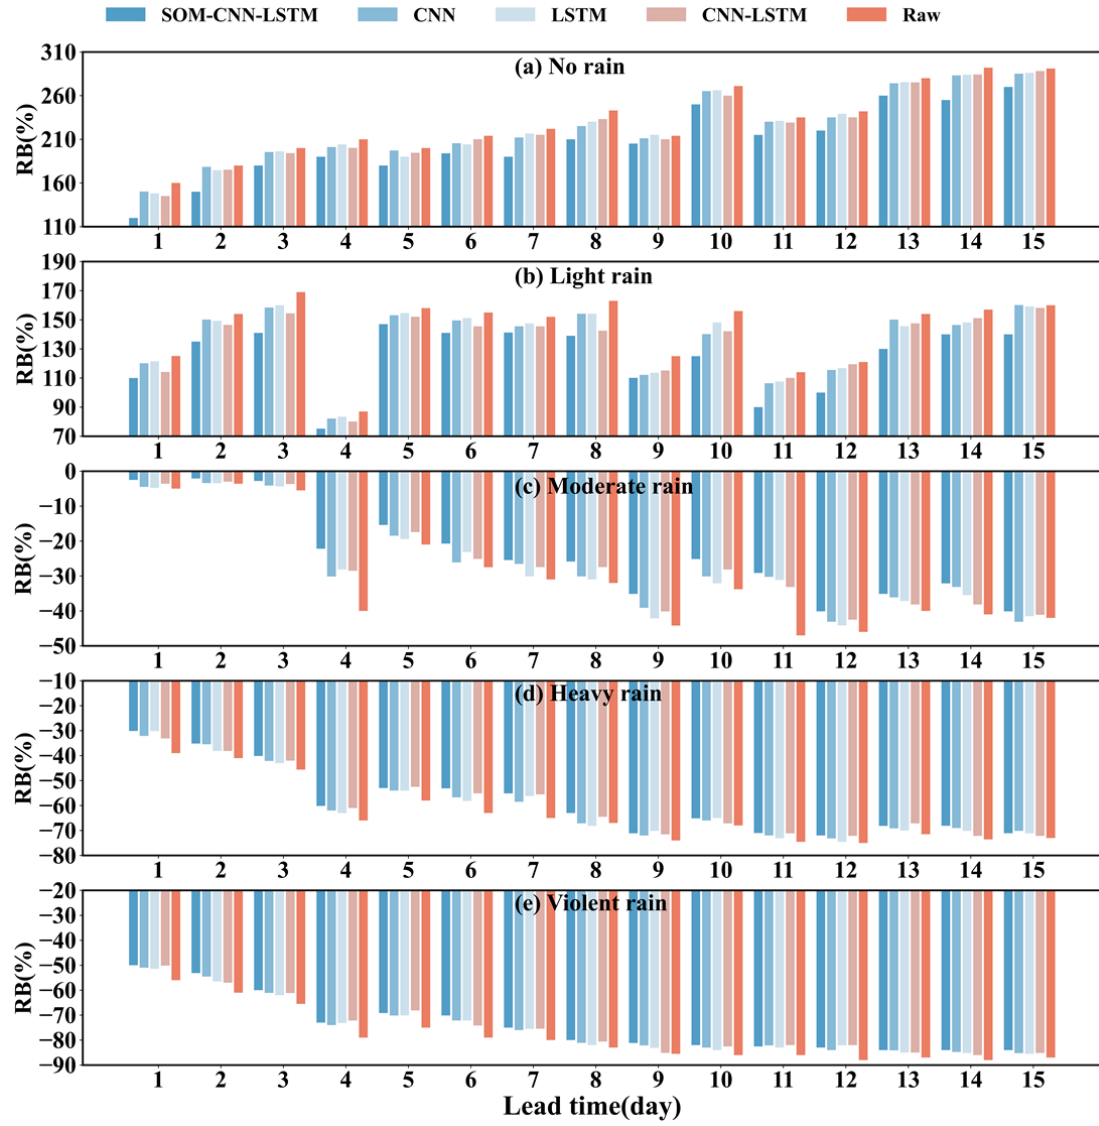 SOM-CNN-LSTM CNN LSTM CNN-LSTM Raw
(a) No rain
RB(%)
310
260
210
160
110
1 2 3 4 5 6 7 8 9 10 11 12 13 14 15
(b) Light rain
RB(%)
190
170
150
130
110
90
70
1 2 3 4 5 6 7 8 9 10 11 12 13 14 15
(c) Moderate rain
RB(%)
0
−10
−20
−30
−40
−50
1 2 3 4 5 6 7 8 9 10 11 12 13 14 15
(d) Heavy rain
RB(%)
−10
−20
−30
−40
−50
−60
−70
−80
1 2 3 4 5 6 7 8 9 10 11 12 13 14 15
(e) Violent rain
RB(%)
−20
−30
−40
−50
−60
−70
−80
−90
1 2 3 4 5 6 7 8 9 10 11 12 13 14 15
Lead time(day)